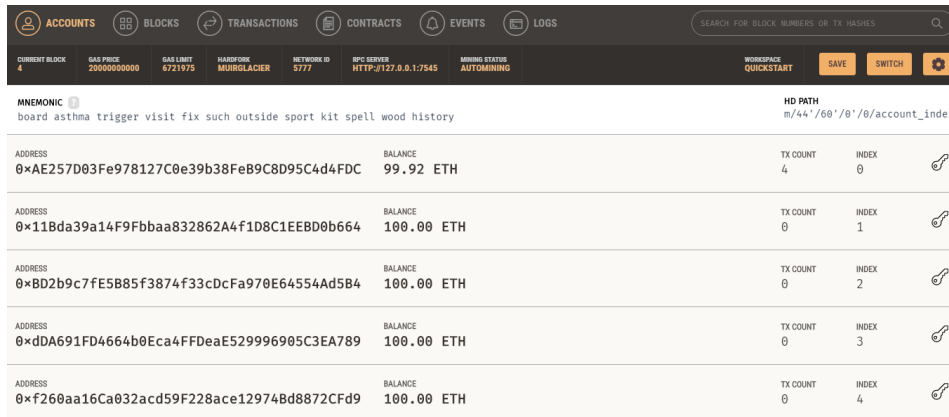 ACCOUNTS BLOCKS TRANSACTIONS CONTRACTS EVENTS LOGS SEARCH FOR BLOCK NUMBERS OR TX HASHES
CURRENT BLOCK GAS PRICE GAS LIMIT HARDFORK NETWORK ID RPC SERVER MINING STATUS WORKSPACE
4 20000000000 6721975 MUIRGLACIER 5777 HTTP://127.0.0.1:7545 AUTOMINING QUICKSTART SAVE SWITCH
MNEMONIC ? HD PATH
board asthma trigger visit fix such outside sport kit spell wood history m/44'/60'/0'/0/account_inde
ADDRESS BALANCE TX COUNT INDEX
0×AE257D03Fe978127C0e39b38FeB9C8D95C4d4FDC 99.92 ETH 4 0
ADDRESS BALANCE TX COUNT INDEX
0×11Bda39a14F9Fbbaa832862A4f1D8C1EEBD0b664 100.00 ETH 0 1
ADDRESS BALANCE TX COUNT INDEX
0×BD2b9c7fE5B85f3874f33cDcFa970E64554Ad5B4 100.00 ETH 0 2
ADDRESS BALANCE TX COUNT INDEX
0×dDA691FD4664b0Eca4FFDeaE529996905C3EA789 100.00 ETH 0 3
ADDRESS BALANCE TX COUNT INDEX
0×f260aa16Ca032acd59F228ace12974Bd8872CFd9 100.00 ETH 0 4